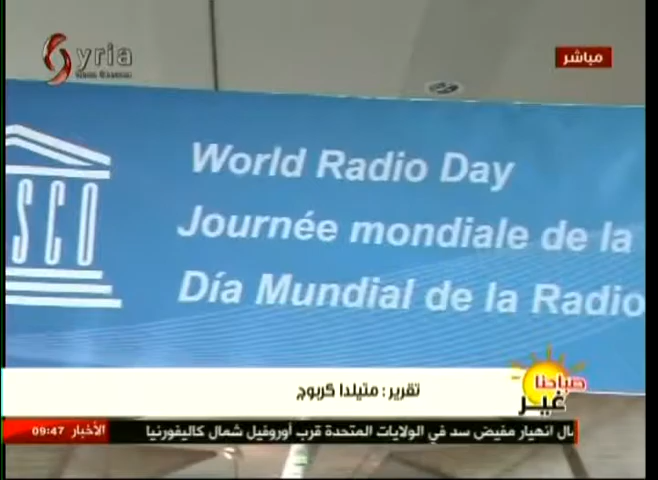 Syria
مباشر
World Radio Day
Journée mondiale de la
Día Mundial de la Radio
SCO
تقرير : متيلدا كربوج
صباحنا
غير
09:47 الأخبار
ال انهيار مفيض سد في الولايات المتحدة قرب أوروفيل شمال كاليفورنيا